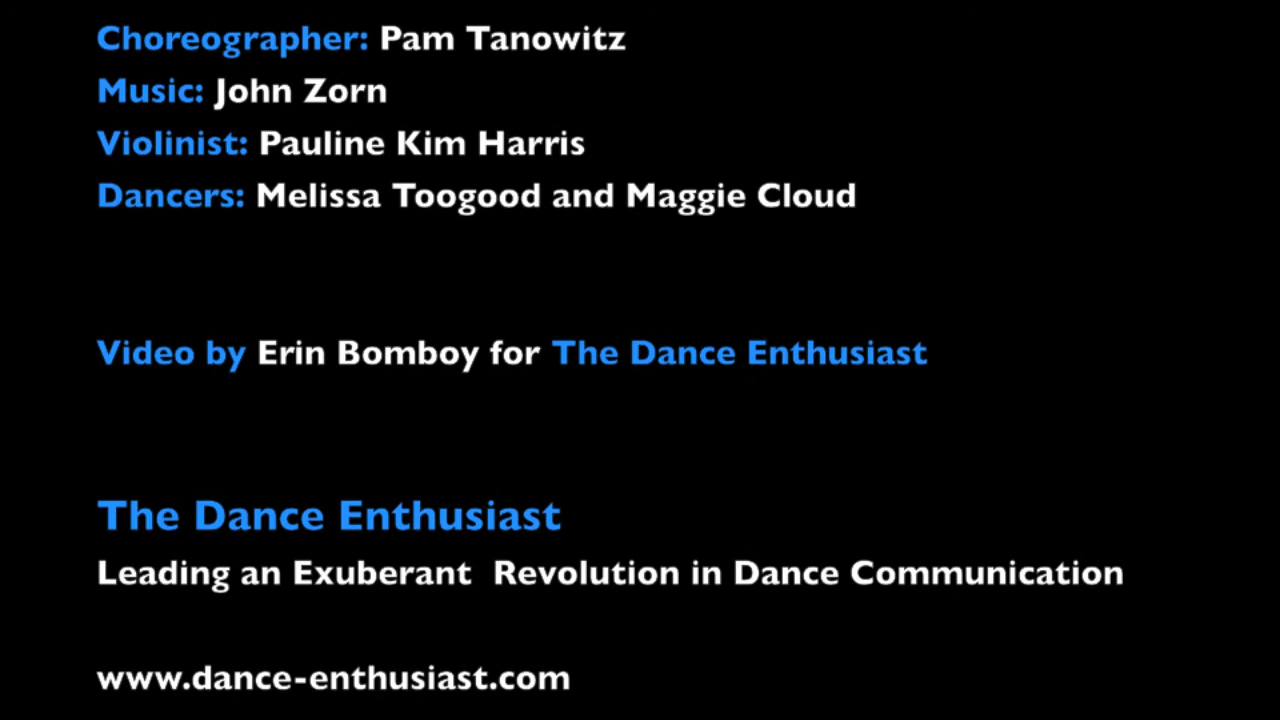 Choreographer: Pam Tanowitz
Music: John Zorn
Violinist: Pauline Kim Harris
Dancers: Melissa Toogood and Maggie Cloud
Video by Erin Bomboy for The Dance Enthusiast
The Dance Enthusiast
Leading an Exuberant  Revolution in Dance Communication
www.dance-enthusiast.com